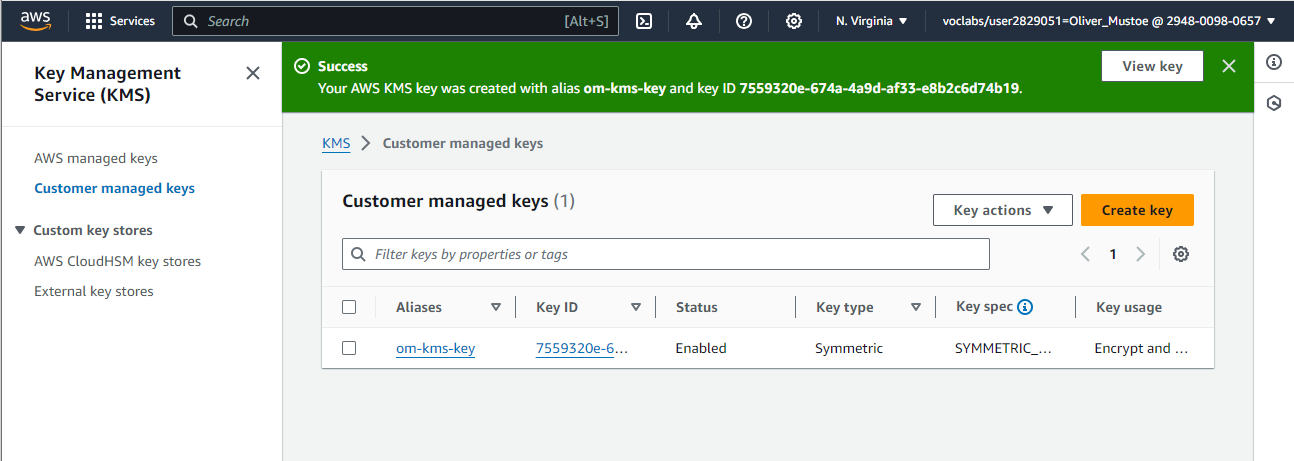 aws Services Search [Alt+S] N. Virginia voclabs/user2829051=Oliver_Mustoe @ 2948-0098-0657
Key Management
Service (KMS)
AWS managed keys
Customer managed keys
Custom key stores
AWS CloudHSM key stores
External key stores
Success
Your AWS KMS key was created with alias om-kms-key and key ID 7559320e-674a-4a9d-af33-e8b2c6d74b19.
View key
KMS Customer managed keys
Customer managed keys (1)
Key actions Create key
Filter keys by properties or tags
1
Aliases Key ID Status Key type Key spec Key usage
om-kms-key 7559320e-6... Enabled Symmetric SYMMETRIC_... Encrypt and ...